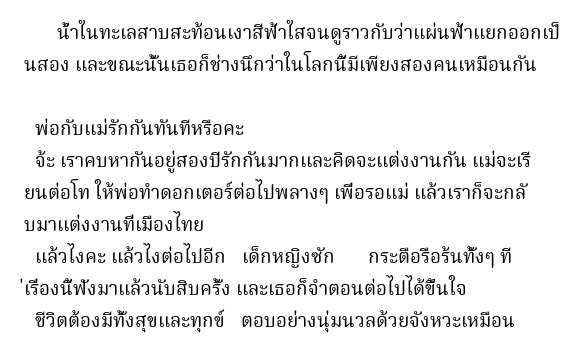 น้ำในทะเลสาบสะท้อนเงาสีฟ้าใสจนดูราวกับว่าแผ่นฟ้าแยกออกเป็
นสอง และขณะนั้นเธอก็ช่างนึกว่าในโลกนี้มีเพียงสองคนเหมือนกัน
พ่อกับแม่รักกันทันทีหรือคะ
จ้ะ เราคบหากันอยู่สองปีรักกันมากและคิดจะแต่งงานกัน แม่จะเรี
ยนต่อโท ให้พ่อทำดอกเตอร์ต่อไปพลางๆ เพื่อรอแม่ แล้วเราก็จะกลั
บมาแต่งงานที่เมืองไทย
แล้วไงคะ แล้วไงต่อไปอีก เด็กหญิงซัก กระตือรือร้นทั้งๆ ที
่เรื่องนี้ฟังมาแล้วนับสิบครั้ง และเธอก็จำตอนต่อไปได้ขึ้นใจ
ชีวิตต้องมีทั้งสุขและทุกข์ ตอบอย่างนุ่มนวลด้วยจังหวะเหมือน